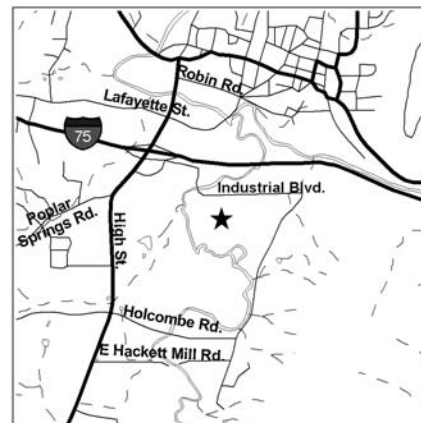 Robin Rd.
Lafayette St.
75
Industrial Blvd.
Poplar
Springs Rd.
High St.
Holcombe Rd.
E Hackett Mill Rd.